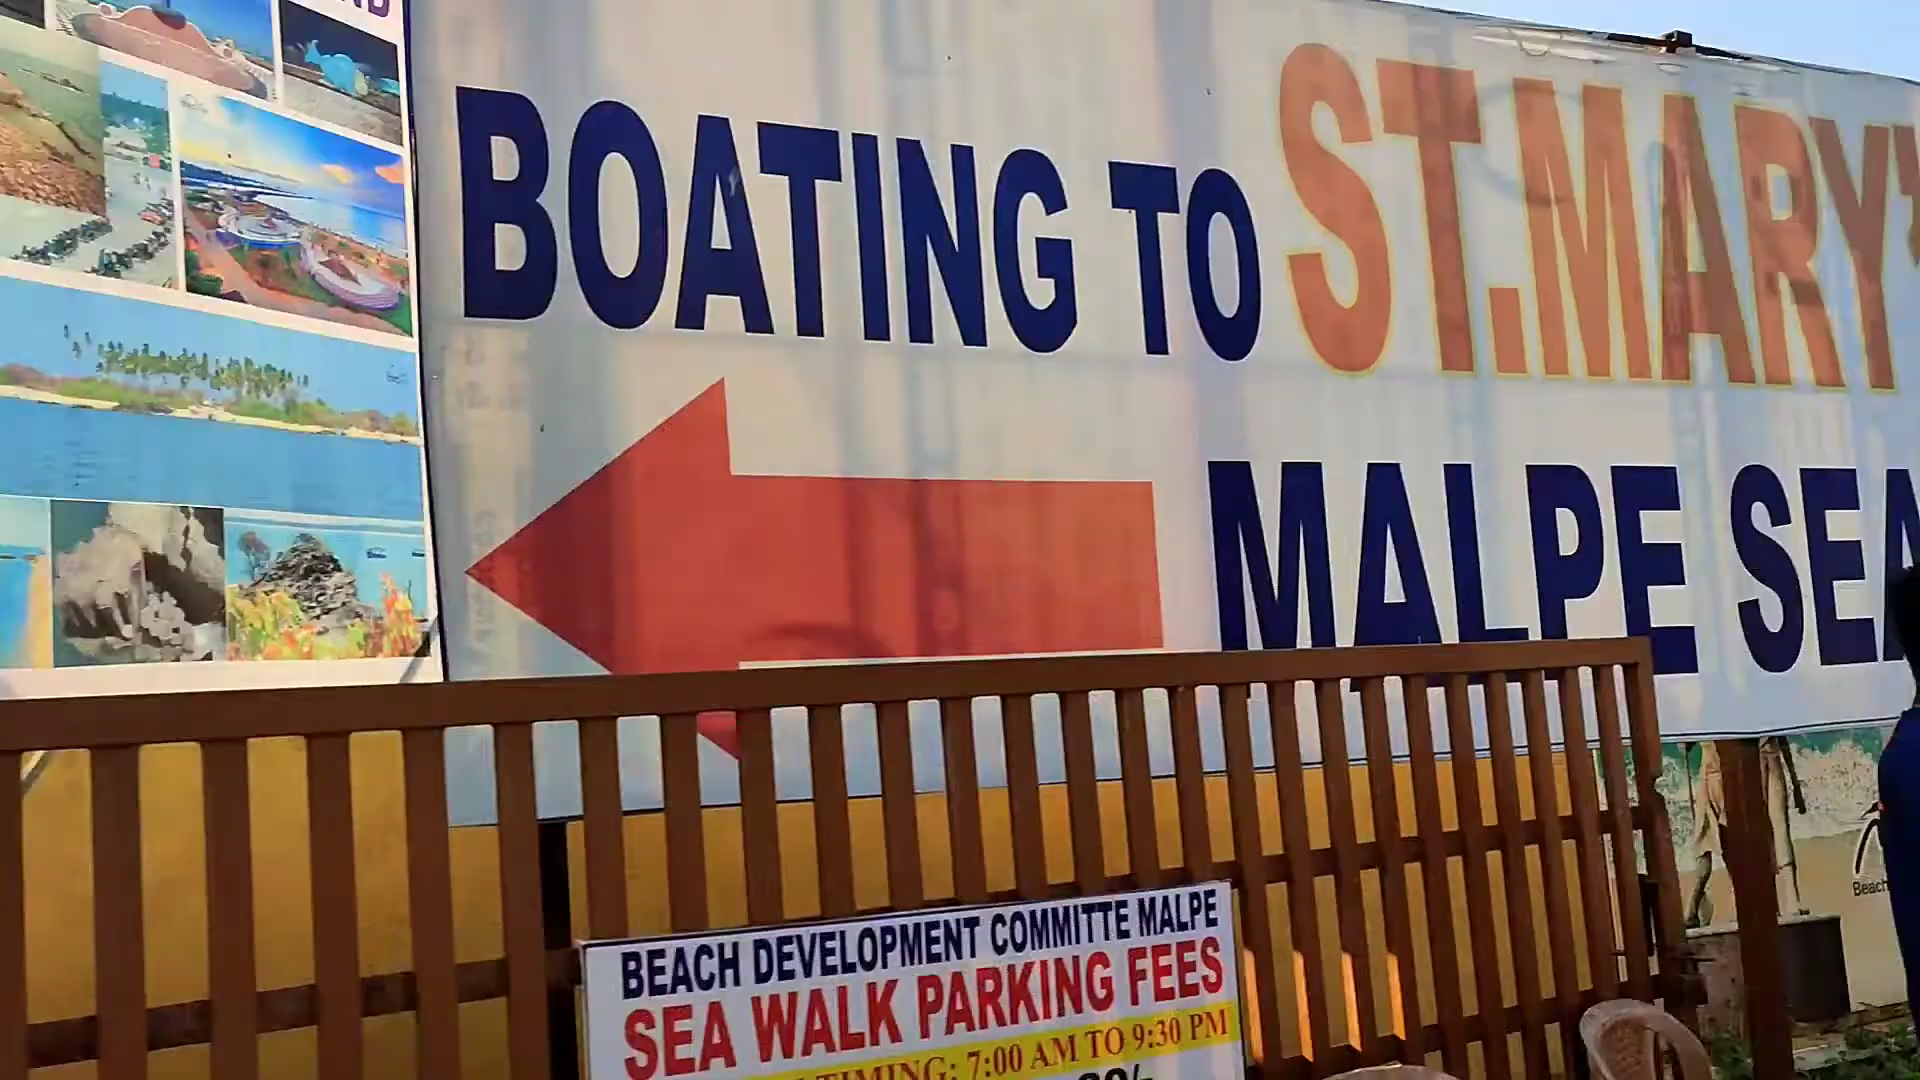 BOATING TO ST.MARY'
MALPE SEA
BEACH DEVELOPMENT COMMITTE MALPE
SEA WALK PARKING FEES
TIMING: 7:00 AM TO 9:30 PM
Beach